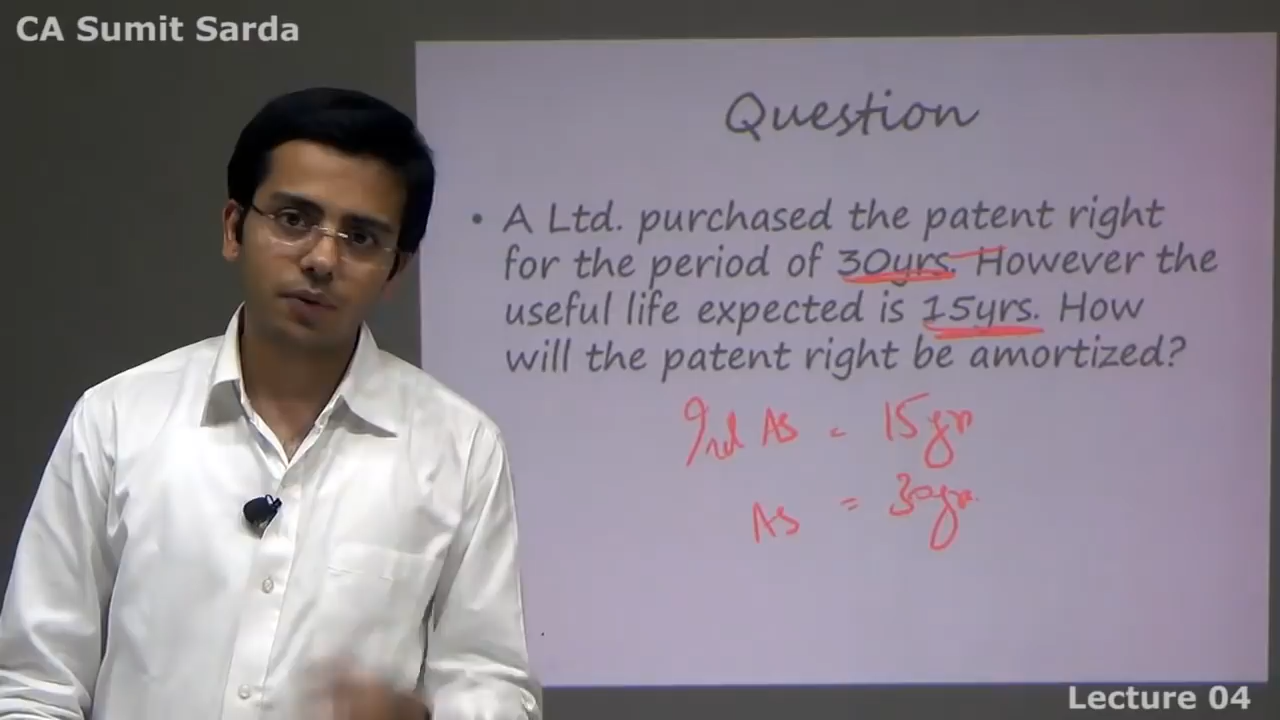 CA Sumit Sarda
Question
• A Ltd. purchased the patent right
for the period of 30yrs. However the
useful life expected is 15yrs. How
will the patent right be amortized?
Ind AS = 15yrs
AS = 30yrs.
Lecture 04